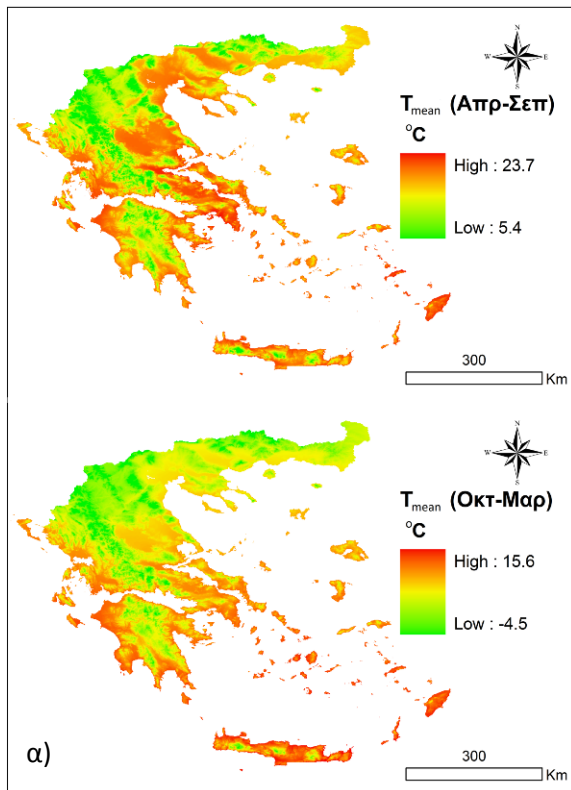 N
W E
S
Tmean (Απρ-Σεπ)
°C
High : 23.7
Low : 5.4
300
Km
N
W E
S
Tmean (Οκτ-Μαρ)
°C
High : 15.6
Low : -4.5
α)
300
Km